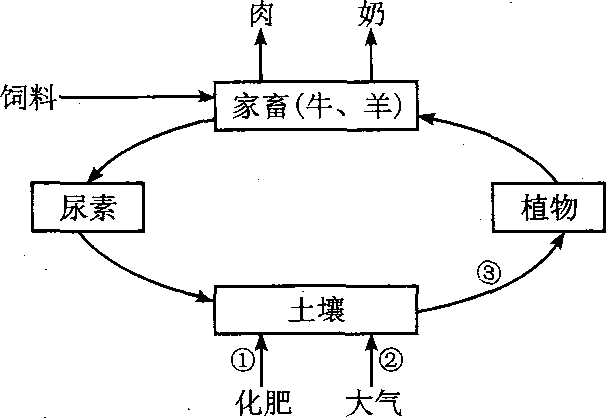 肉 奶
饲料
家畜(牛、羊)
尿素
植物
③
土壤
① ②
化肥 大气